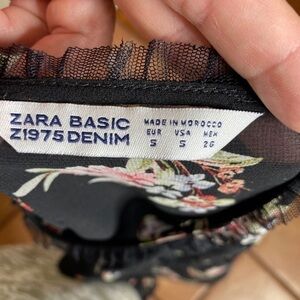 ZARA BASIC
Z1975 DENIM
MADE IN MOROCCO
EUR USA MEX
S S 26